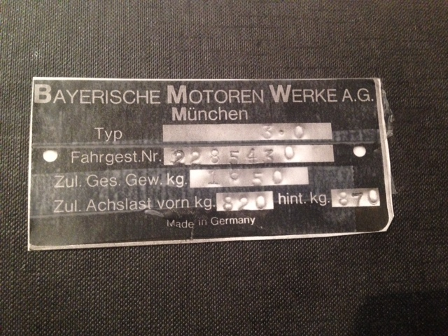 BAYERISCHE MOTOREN WERKE A.G.
München
Typ 3.0
Fahrgest.Nr. 2285430
Zul. Ges. Gew. kg. 1950
Zul. Achslast vorn kg. 820 hint. kg. 870
Made in Germany